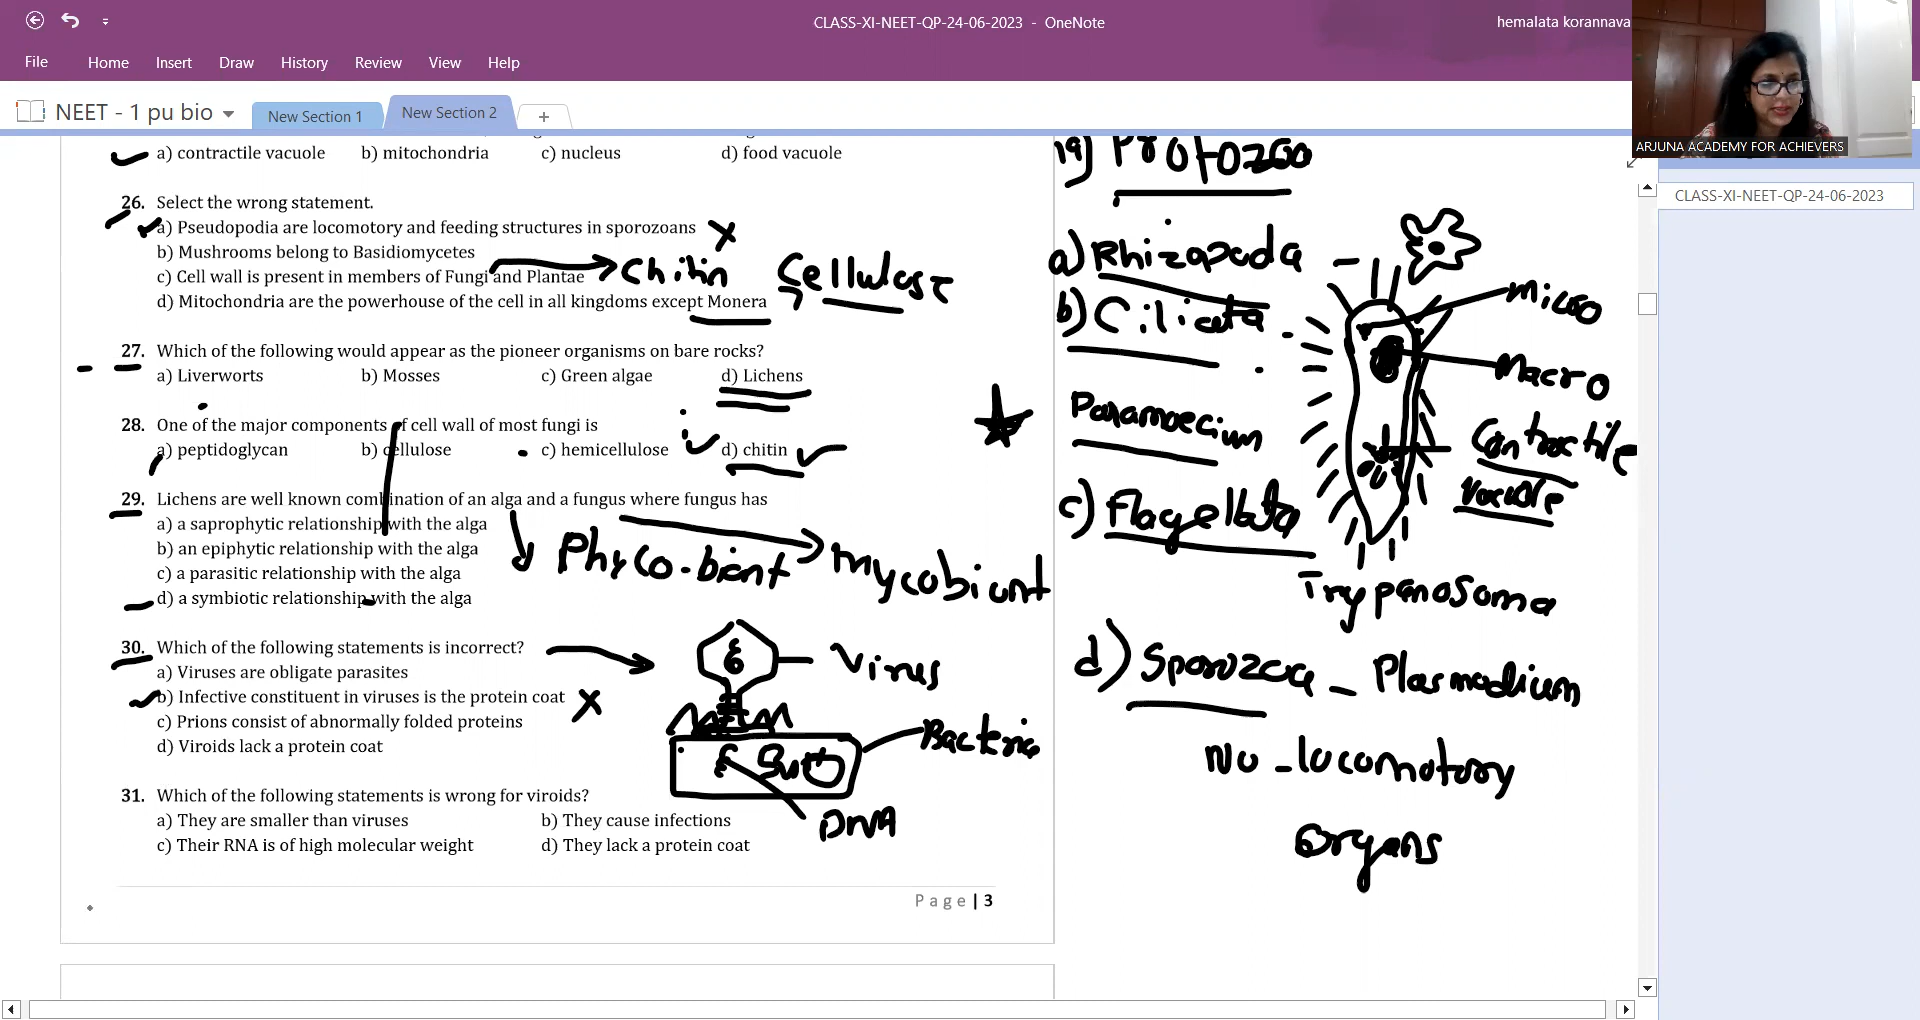 CLASS-XI-NEET-QP-24-06-2023 - OneNote
hemalata korannava
File Home Insert Draw History Review View Help
NEET - 1 pu bio
New Section 1
New Section 2
ARJUNA ACADEMY FOR ACHIEVERS
CLASS-XI-NEET-QP-24-06-2023
a) contractile vacuole b) mitochondria c) nucleus d) food vacuole
26. Select the wrong statement.
a) Pseudopodia are locomotory and feeding structures in sporozoans
b) Mushrooms belong to Basidiomycetes
c) Cell wall is present in members of Fungi and Plantae
d) Mitochondria are the powerhouse of the cell in all kingdoms except Monera
chitin Cellulose
27. Which of the following would appear as the pioneer organisms on bare rocks?
a) Liverworts b) Mosses c) Green algae d) Lichens
28. One of the major components of cell wall of most fungi is
a) peptidoglycan b) cellulose c) hemicellulose d) chitin
29. Lichens are well known combination of an alga and a fungus where fungus has
a) a saprophytic relationship with the alga
b) an epiphytic relationship with the alga
c) a parasitic relationship with the alga
d) a symbiotic relationship with the alga
Phyco-biont mycobiont
30. Which of the following statements is incorrect?
a) Viruses are obligate parasites
b) Infective constituent in viruses is the protein coat
c) Prions consist of abnormally folded proteins
d) Viroids lack a protein coat
Virus
Bacteria
DNA
31. Which of the following statements is wrong for viroids?
a) They are smaller than viruses b) They cause infections
c) Their RNA is of high molecular weight d) They lack a protein coat
Page | 3
Protozoa
a) Rhizopoda
b) Ciliata
Micro
Macro
Paramoecium
Contractile
Vacuole
c) Flagellata
Trypanosoma
d) Sporozoa - Plasmodium
No - locomotory
Organs